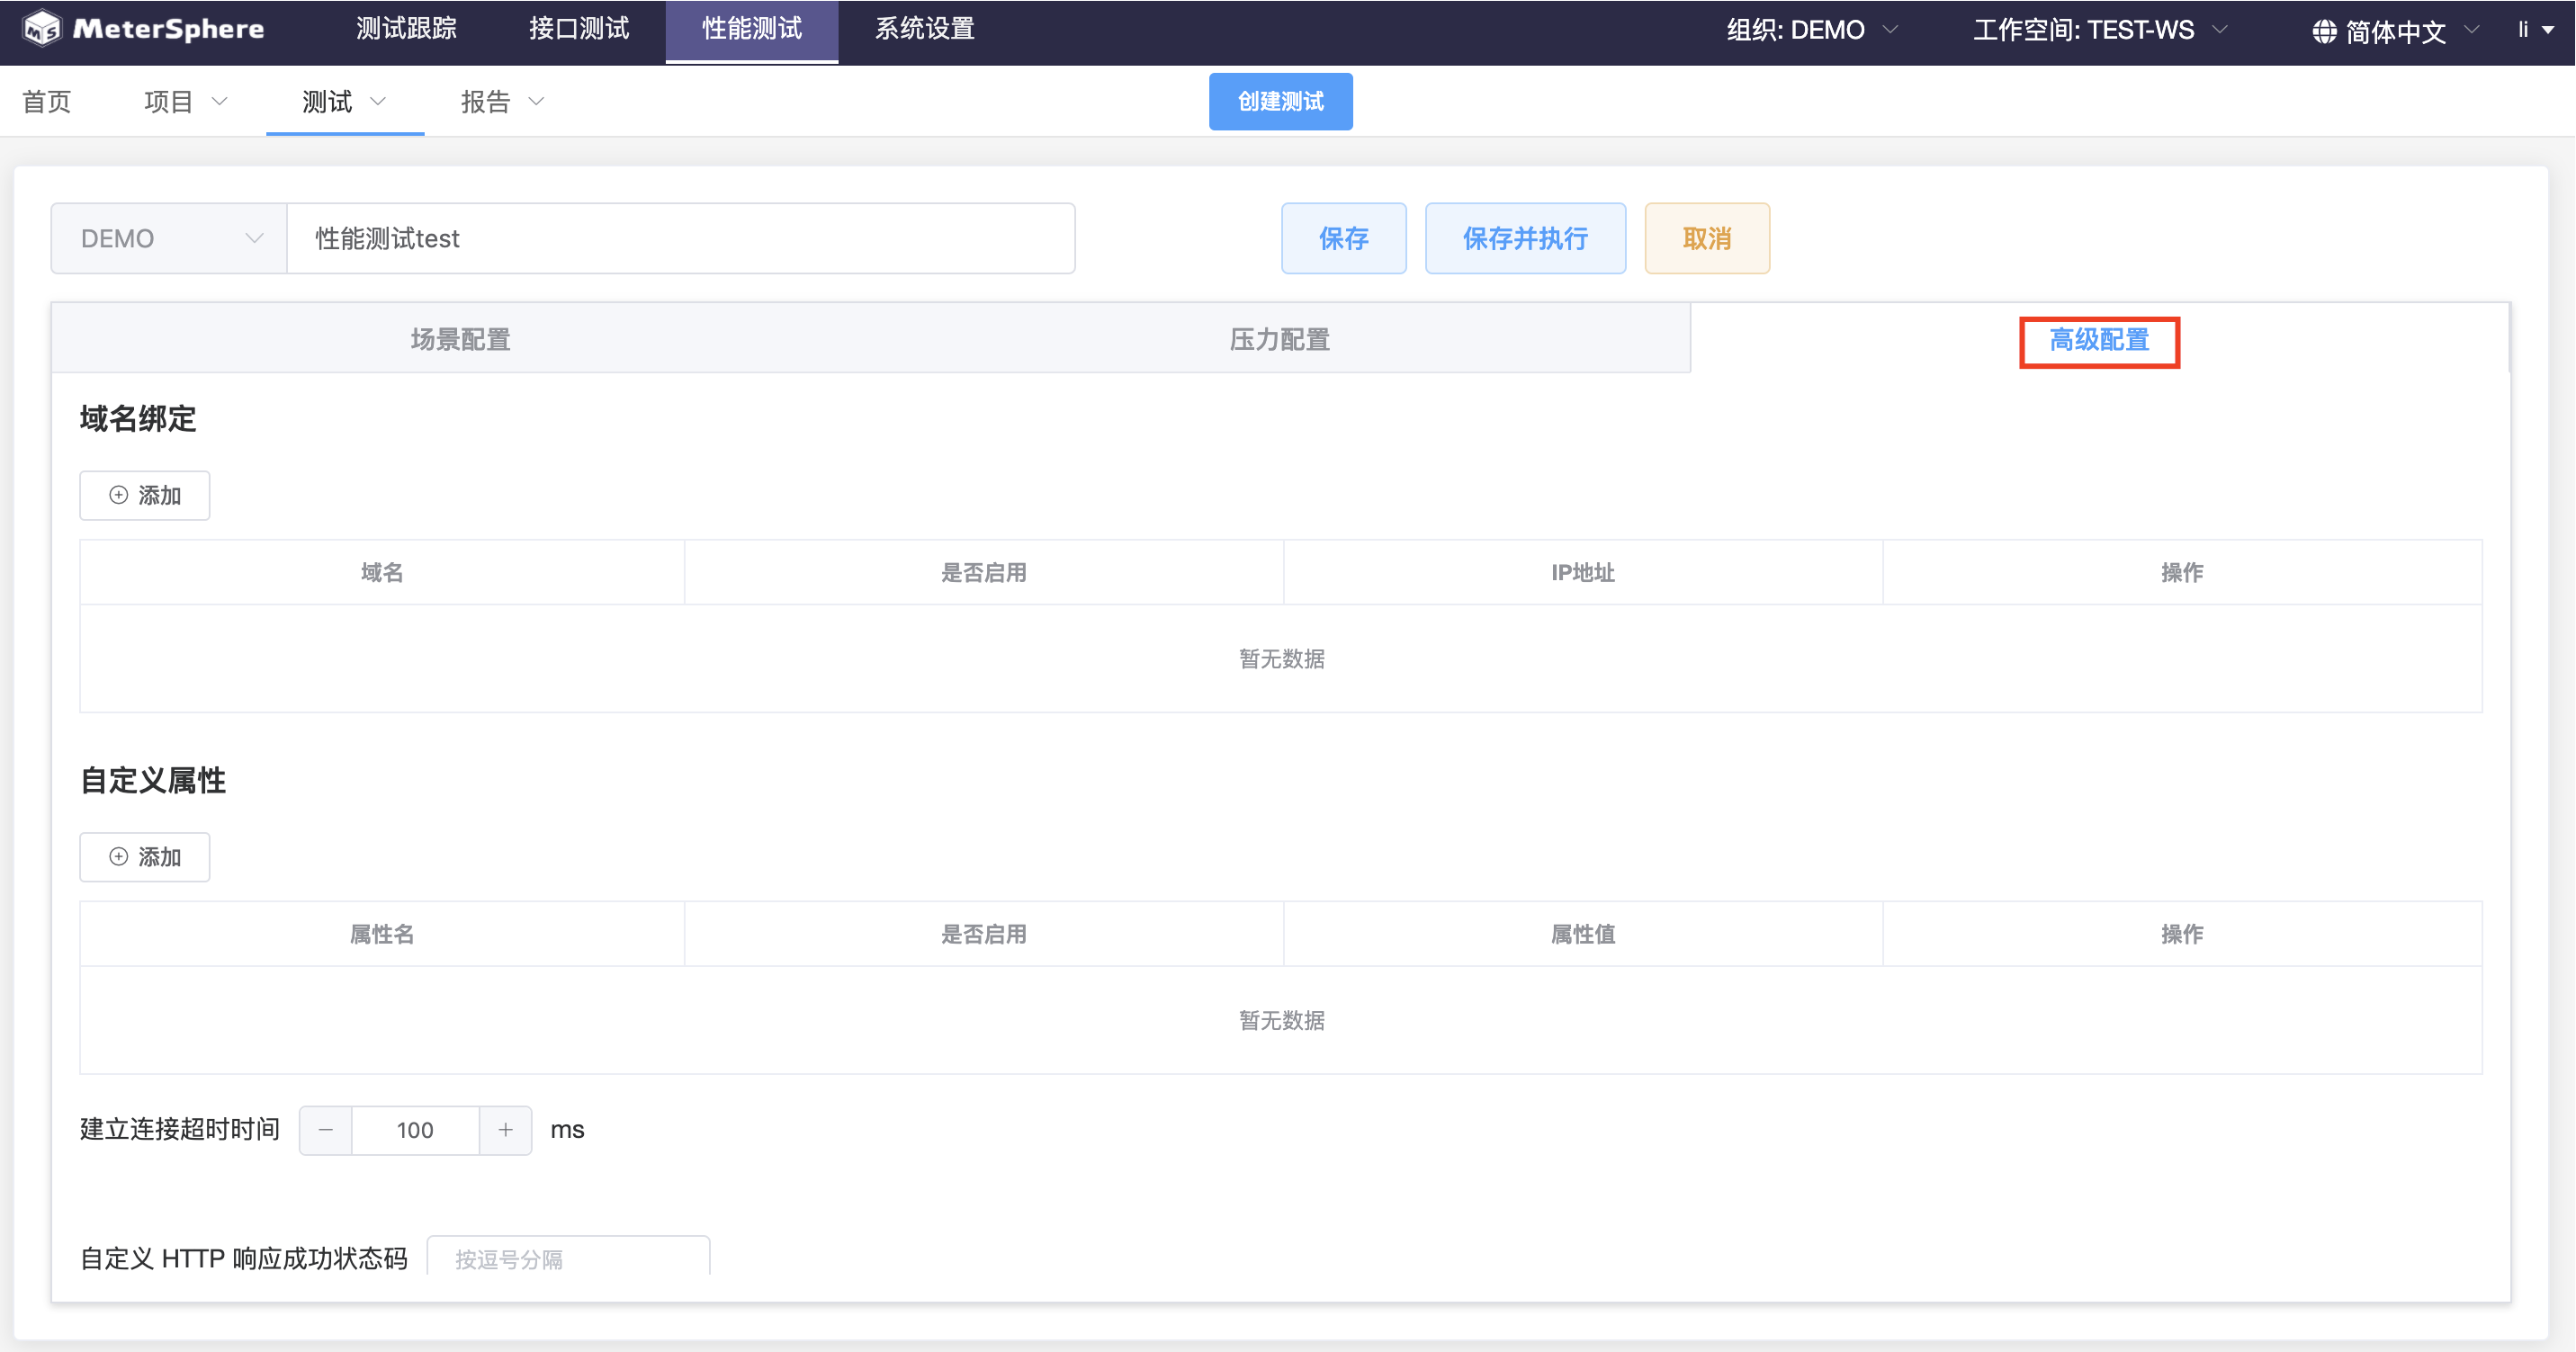 MeterSphere 测试跟踪 接口测试 性能测试 系统设置 组织: DEMO 工作空间: TEST-WS 简体中文 li
首页 项目 测试 报告 创建测试
DEMO 性能测试test 保存 保存并执行 取消
场景配置 压力配置 高级配置
域名绑定
添加
域名 是否启用 IP地址 操作
暂无数据
自定义属性
添加
属性名 是否启用 属性值 操作
暂无数据
建立连接超时时间 100 ms
自定义 HTTP 响应成功状态码 按逗号分隔